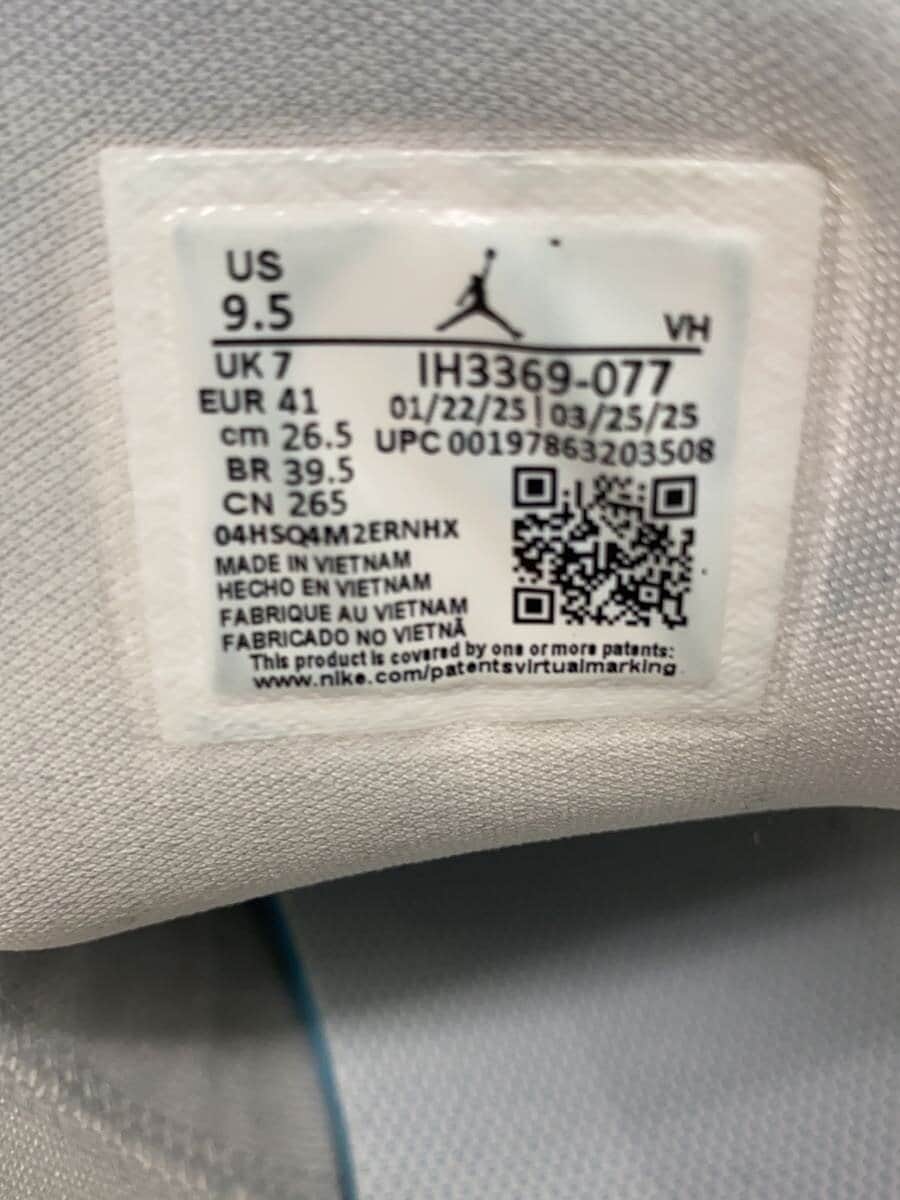 US
9.5
VH
UK 7
IH3369-077
EUR 41
01/22/25 | 03/25/25
cm 26.5
UPC 00197863203508
BR 39.5
CN 265
04HSQ4M2ERNHX
MADE IN VIETNAM
HECHO EN VIETNAM
FABRIQUE AU VIETNAM
FABRICADO NO VIETNÃ
This product is covered by one or more patents:
www.nike.com/patentsvirtualmarking